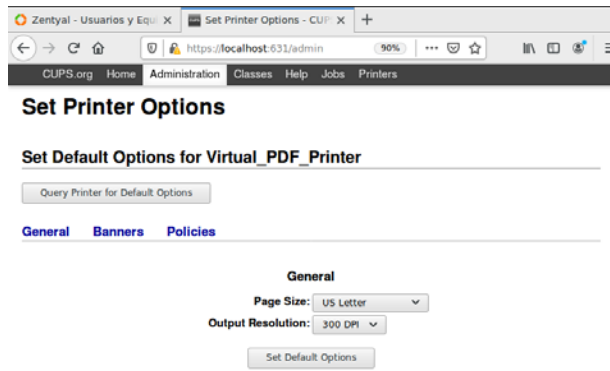 Zentyal - Usuarios y Equ
Set Printer Options - CUP
https://localhost:631/admin
90%
CUPS.org Home Administration Classes Help Jobs Printers
Set Printer Options
Set Default Options for Virtual_PDF_Printer
Query Printer for Default Options
General Banners Policies
General
Page Size: US Letter
Output Resolution: 300 DPI
Set Default Options